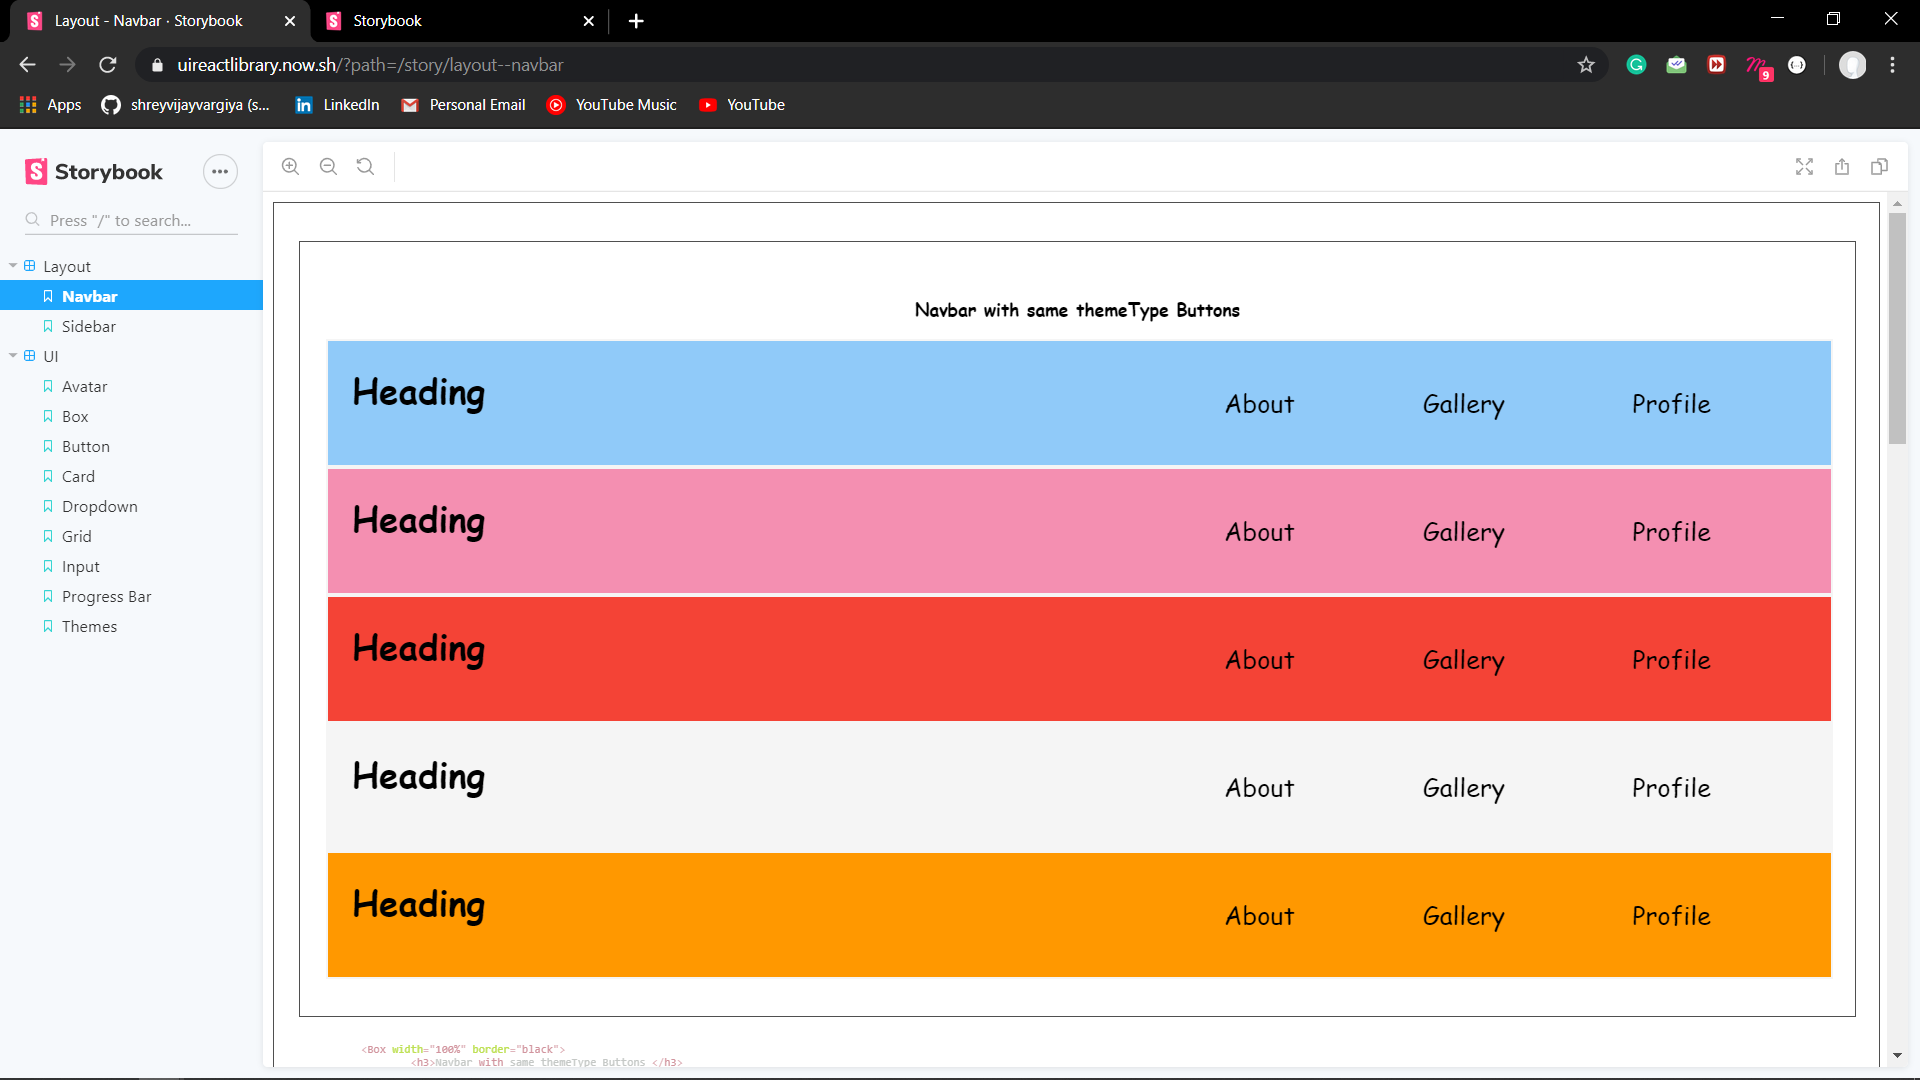 Layout - Navbar · Storybook
Storybook
uireactlibrary.now.sh/?path=/story/layout--navbar
9
Apps
shreyvijayvargiya (s...
LinkedIn
Personal Email
YouTube Music
YouTube
Storybook
Press "/" to search...
Layout
Navbar
Sidebar
UI
Avatar
Box
Button
Card
Dropdown
Grid
Input
Progress Bar
Themes
Navbar with same themeType Buttons
Heading About Gallery Profile
Heading About Gallery Profile
Heading About Gallery Profile
Heading About Gallery Profile
Heading About Gallery Profile
<Box width="100%" border="black">
<h3>Navbar with same themeType Buttons </h3>